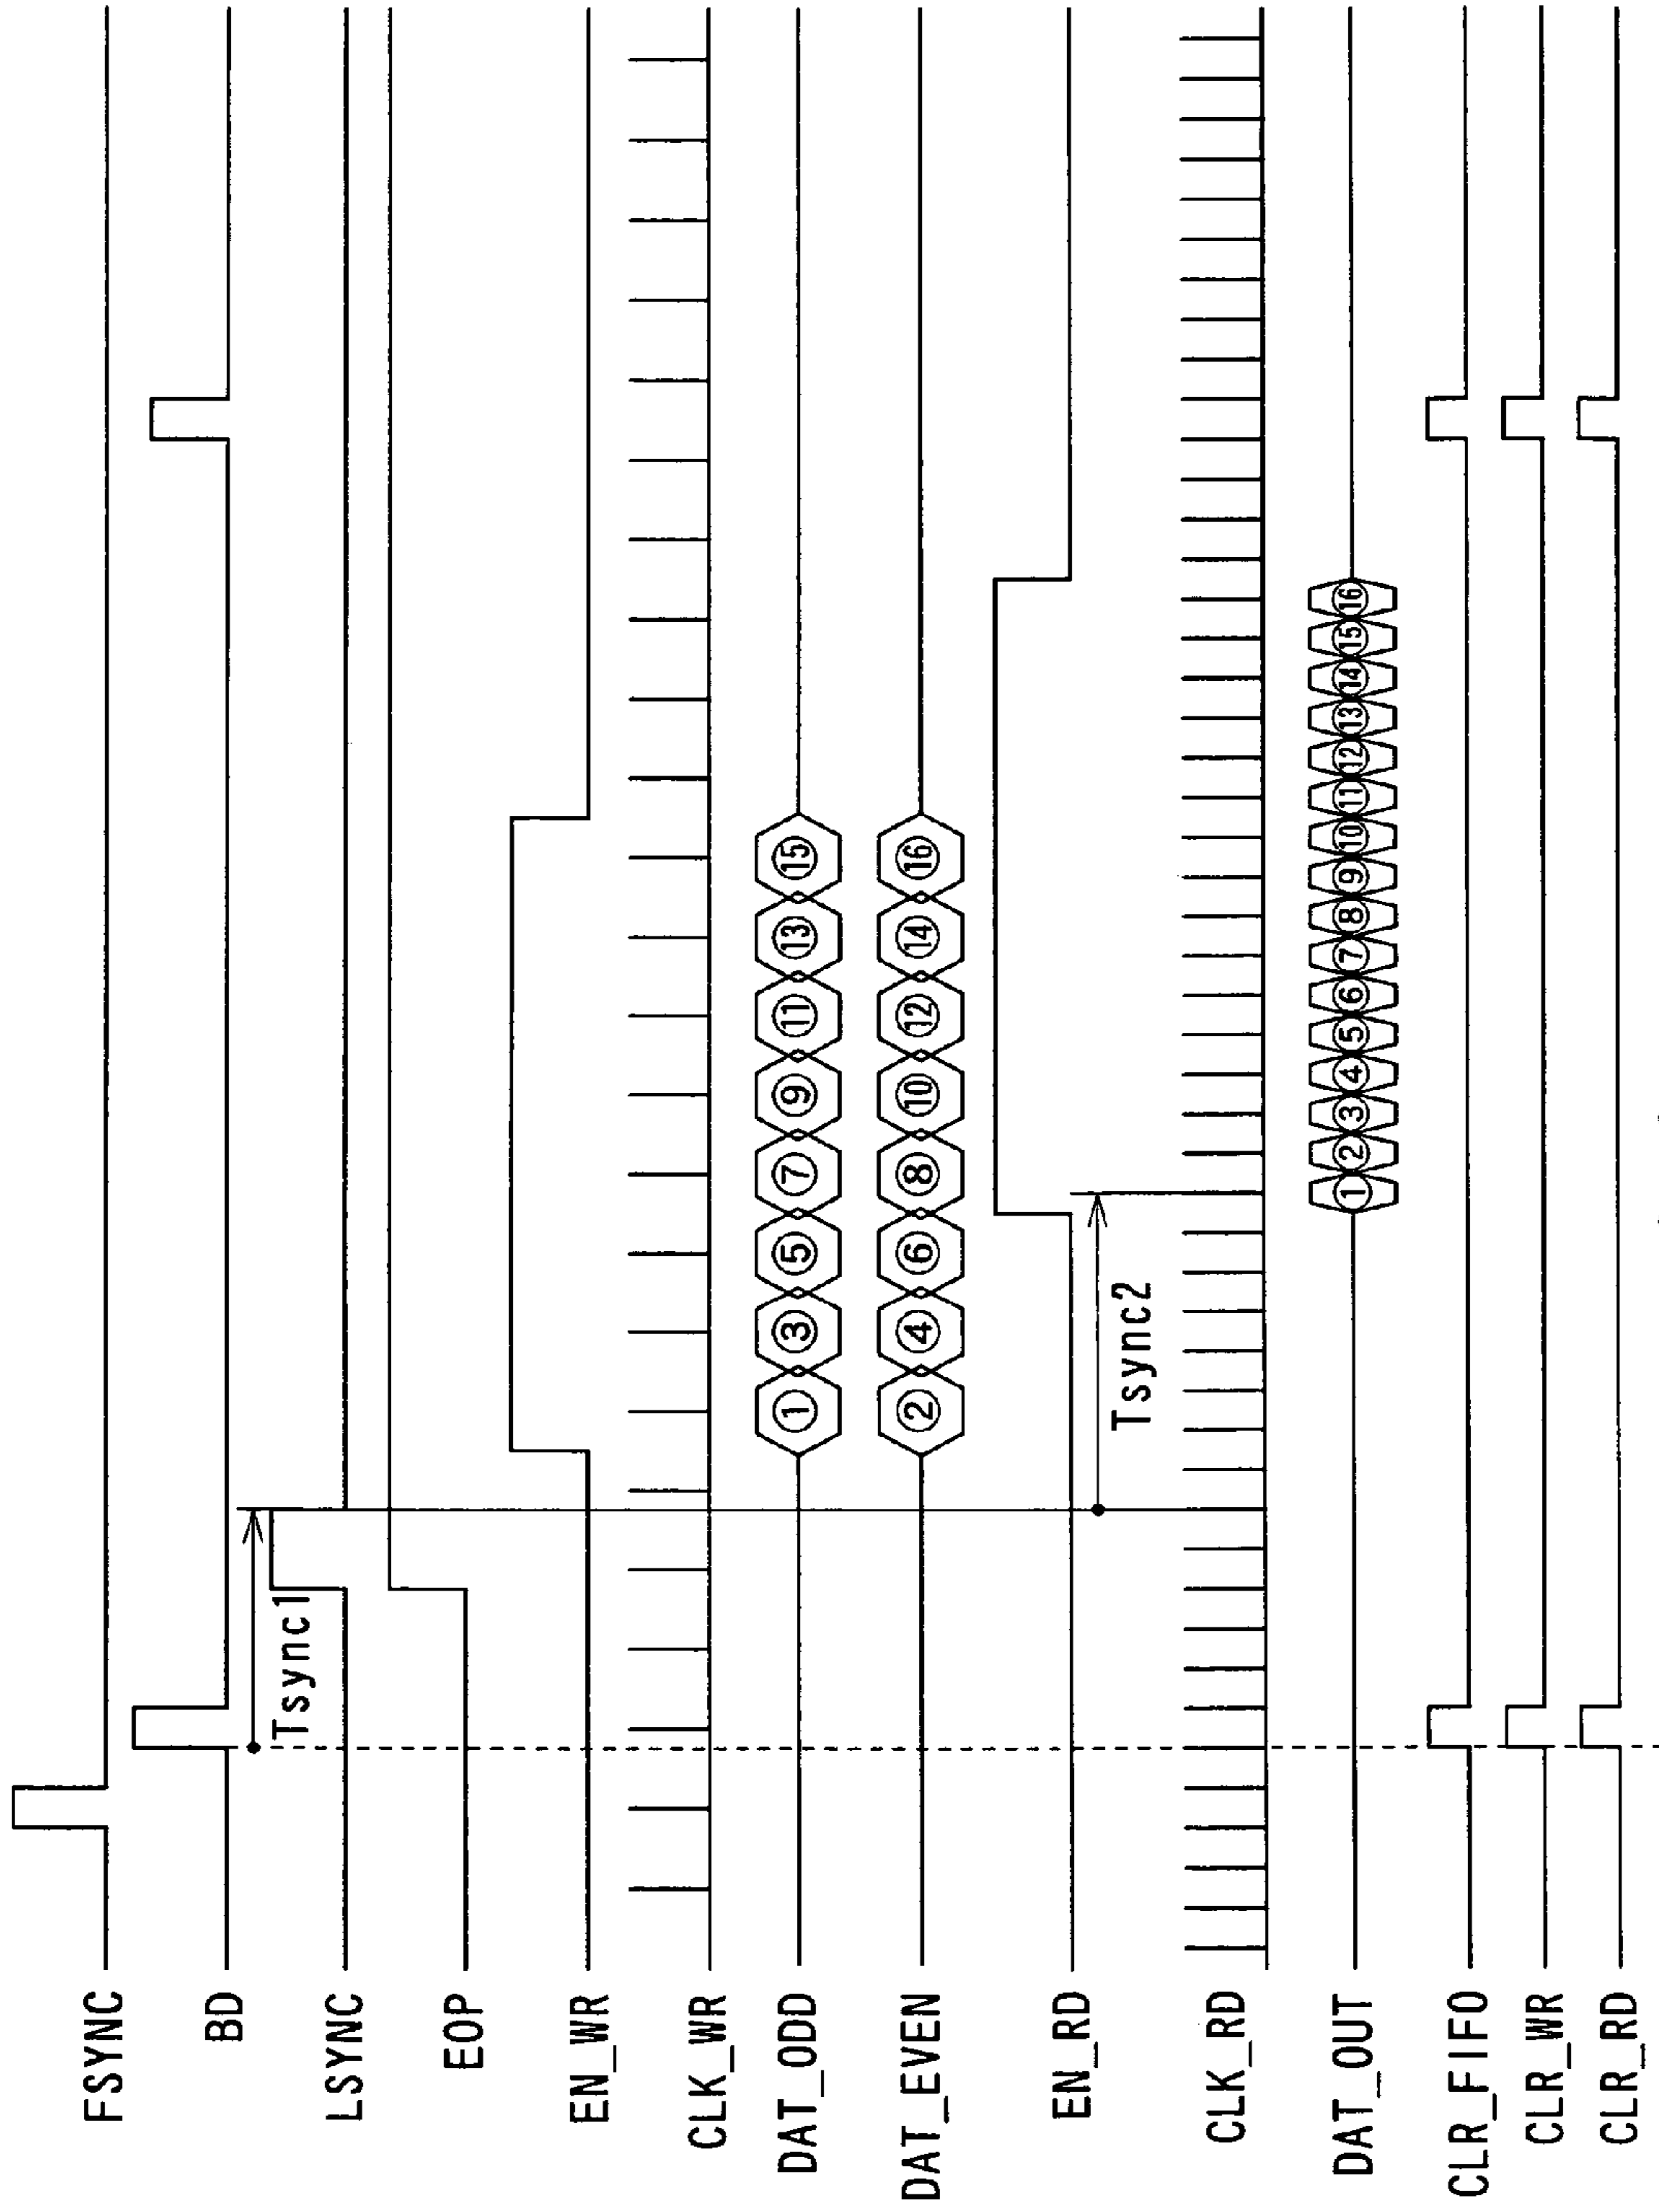 FSYNC
BD
Tsync1
LSYNC
EOP
EN_WR
CLK_WR
DAT_ODD ① ③ ⑤ ⑦ ⑨ ⑪ ⑬ ⑮
DAT_EVEN ② ④ ⑥ ⑧ ⑩ ⑫ ⑭ ⑯
EN_RD
Tsync2
CLK_RD
DAT_OUT ① ② ③ ④ ⑤ ⑥ ⑦ ⑧ ⑨ ⑩ ⑪ ⑫ ⑬ ⑭ ⑮ ⑯
CLR_FIFO
CLR_WR
CLR_RD